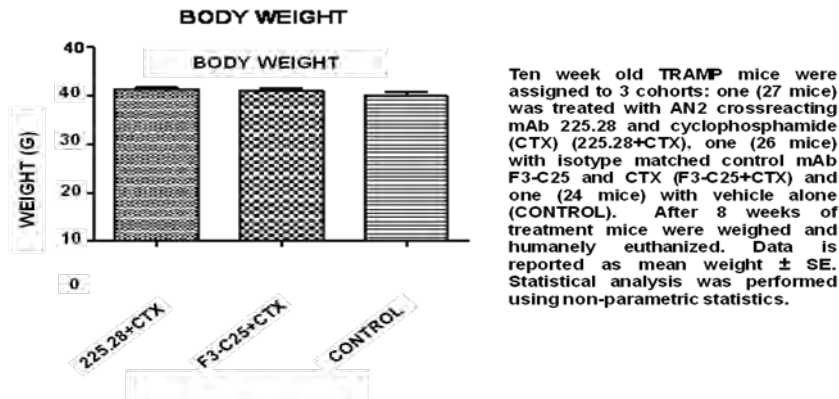 BODY WEIGHT
BODY WEIGHT
40
40
30
20
10
0
WEIGHT (G)
225.28+CTX
F3-C25+CTX
CONTROL
Ten week old TRAMP mice were
assigned to 3 cohorts: one (27 mice)
was treated with AN2 crossreacting
mAb 225.28 and cyclophosphamide
(CTX) (225.28+CTX), one (26 mice)
with isotype matched control mAb
F3-C25 and CTX (F3-C25+CTX) and
one (24 mice) with vehicle alone
(CONTROL). After 8 weeks of
treatment mice were weighed and
humanely euthanized. Data is
reported as mean weight ± SE.
Statistical analysis was performed
using non-parametric statistics.